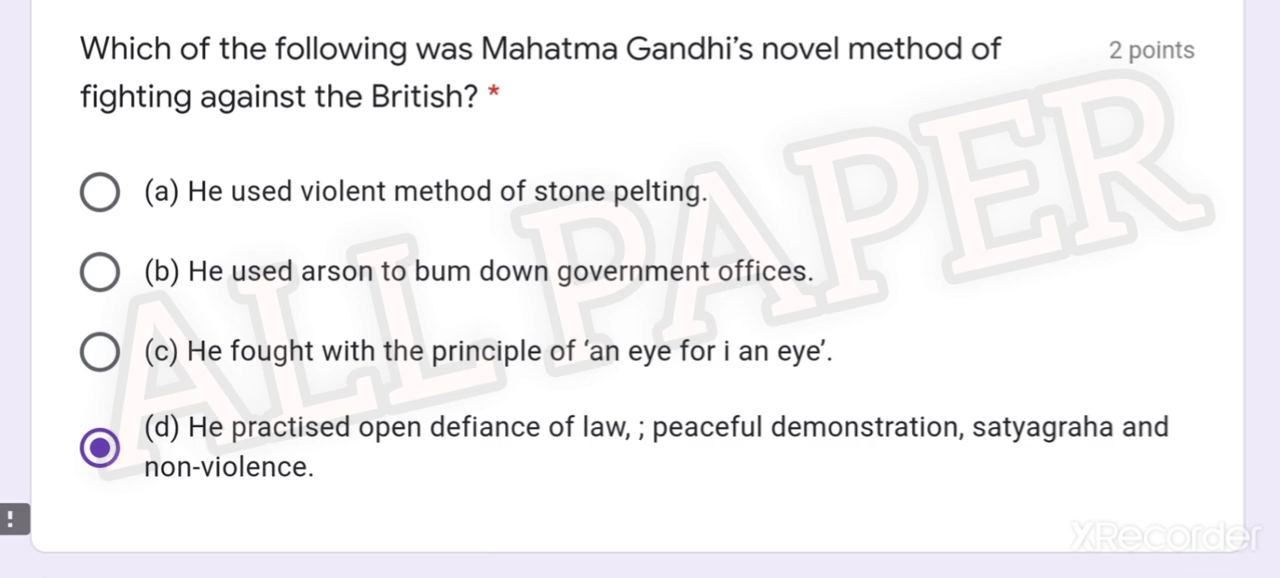 Which of the following was Mahatma Gandhi's novel method of
2 points
fighting against the British? *
ALL PAPER
(a) He used violent method of stone pelting.
(b) He used arson to bum down government offices.
(c) He fought with the principle of 'an eye for i an eye'.
(d) He practised open defiance of law, ; peaceful demonstration, satyagraha and
non-violence.
!
XRecorder